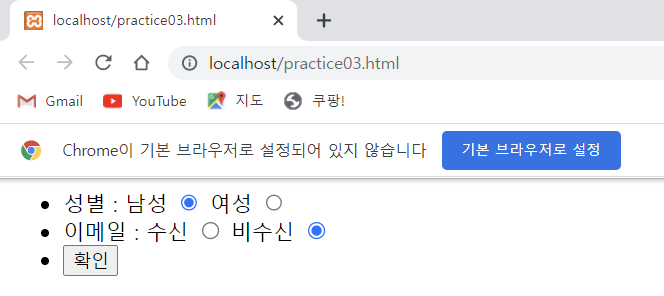 localhost/practice03.html
localhost/practice03.html
Gmail YouTube 지도 쿠팡!
Chrome이 기본 브라우저로 설정되어 있지 않습니다 기본 브라우저로 설정
성별 : 남성 여성
이메일 : 수신 비수신
확인